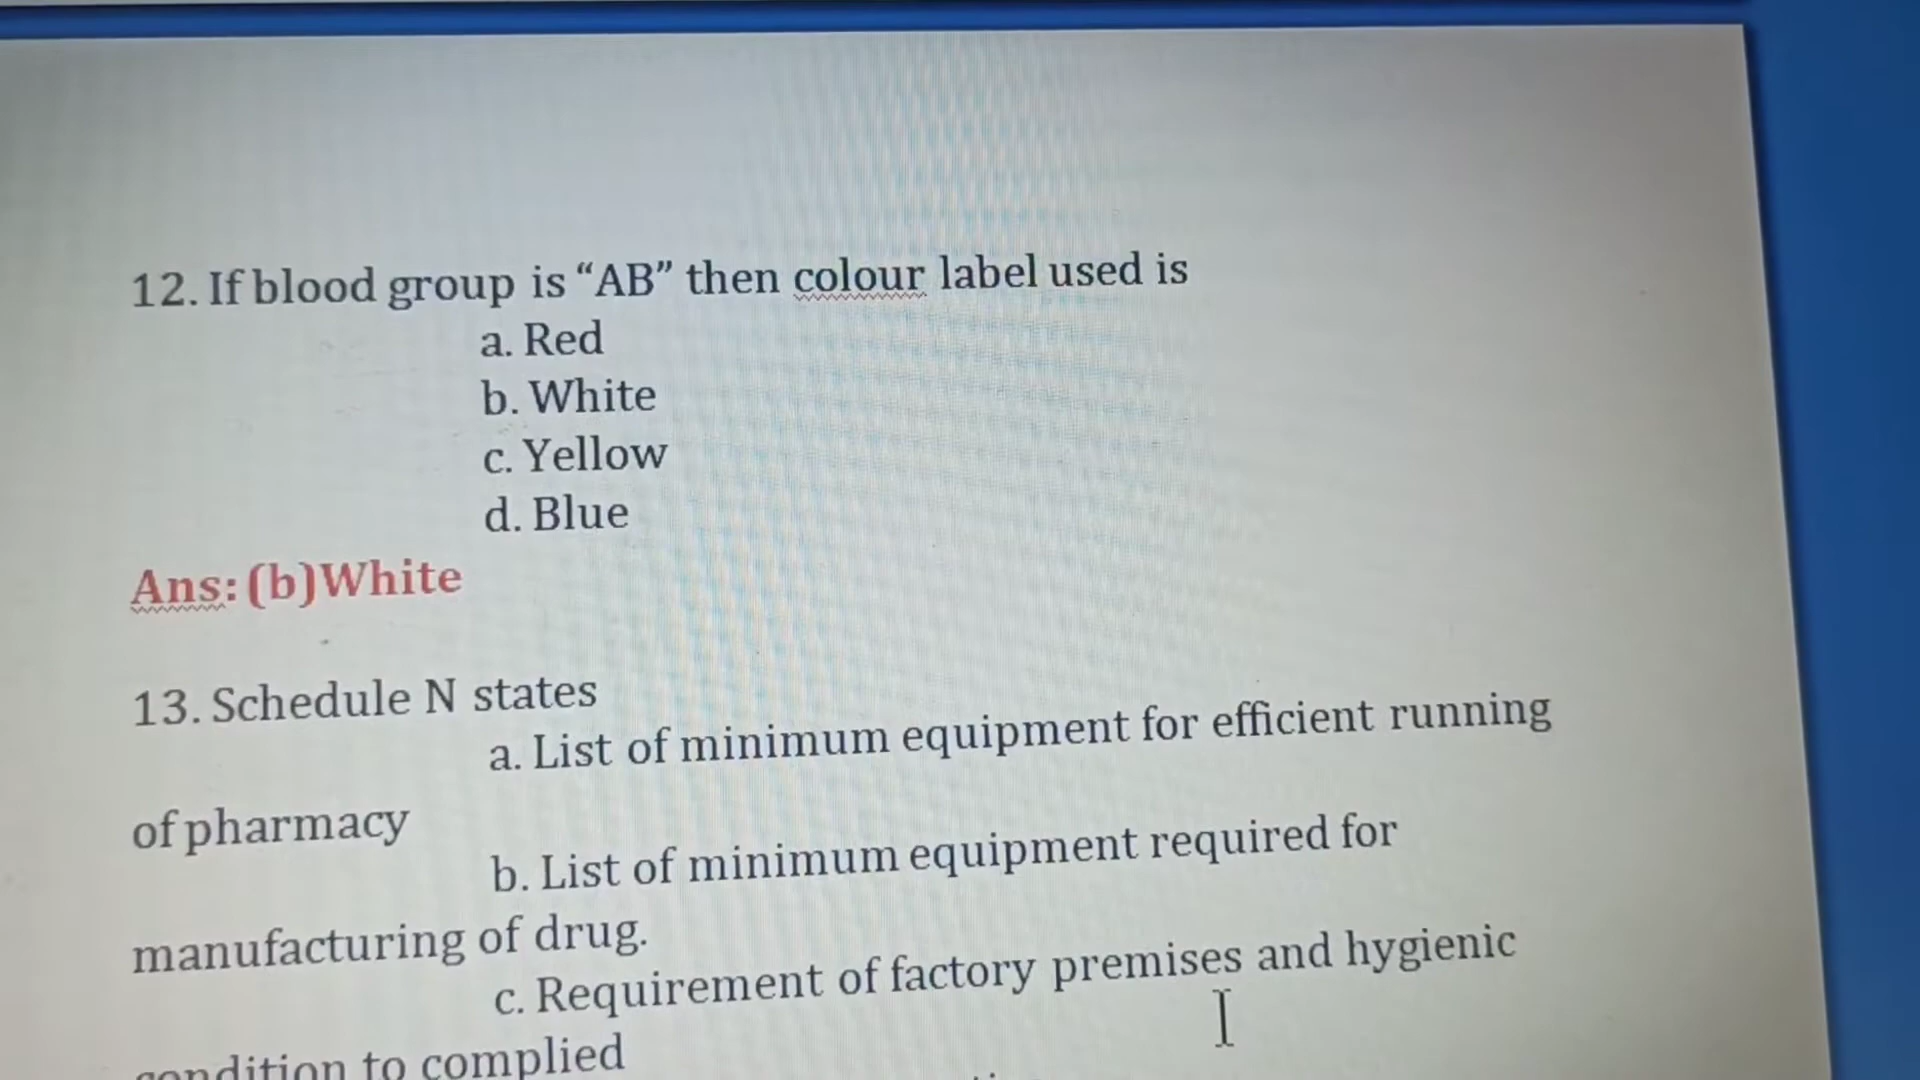 12. If blood group is “AB” then colour label used is
a. Red
b. White
c. Yellow
d. Blue
Ans: (b)White
13. Schedule N states
a. List of minimum equipment for efficient running
of pharmacy
b. List of minimum equipment required for
manufacturing of drug.
c. Requirement of factory premises and hygienic
condition to complied